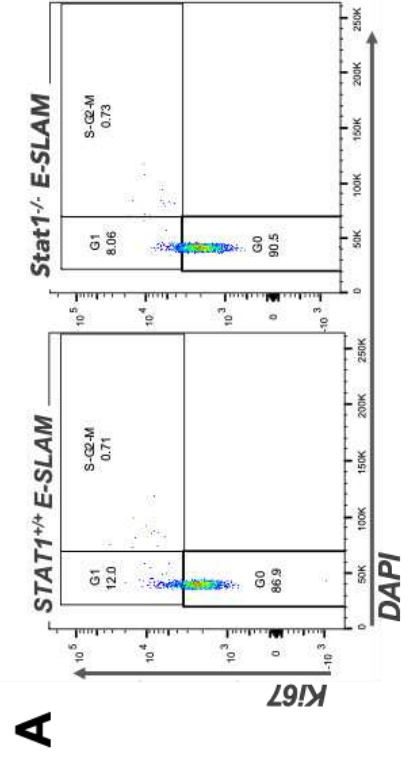 A
STAT1+/+ E-SLAM
Stat1-/- E-SLAM
10 5
10 4
10 3
0
-10 3
G1
12.0
S-G2-M
0.71
G0
86.9
0
50K
100K
150K
200K
250K
10 5
10 4
10 3
0
-10 3
G1
8.06
S-G2-M
0.73
G0
90.5
0
50K
100K
150K
200K
250K
Ki67
DAPI